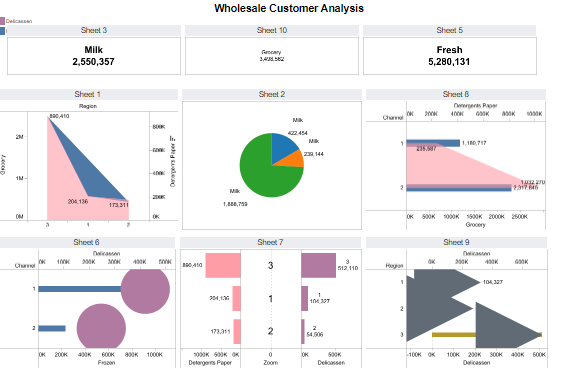 Wholesale Customer Analysis
Delicassen
Sheet 3
Sheet 10
Sheet 5
Milk
2,550,357
Grocery
3,498,562
Fresh
5,280,131
Sheet 1
Region
890,410
2M
1M
0M
Grocery
204,136
173,311
800K
600K
400K
200K
0K
Detergents Paper
3 1 2
Sheet 2
Milk
422,454
Milk
239,144
Milk
1,888,759
Sheet 8
Detergents Paper
Channel
0K 200K 400K 600K 800K 1000K
1
1,180,717
235,587
2
1,032,270
2,317,845
0K 500K 1000K 1500K 2000K 2500K
Grocery
Sheet 6
Delicassen
Channel
0K 100K 200K 300K 400K 500K
1
2
0K 200K 400K 600K 800K 1000K
Frozen
Sheet 7
890,410
3
3
512,110
204,136
1
1
104,327
173,311
2
2
54,506
1000K 500K 0K
0
0K 500K
Detergents Paper
Zoom
Delicassen
Sheet 9
Delicassen
Region
0 200K 400K
1
104,327
2
3
-100K 0K 100K 200K 300K 400K 500K
Delicassen